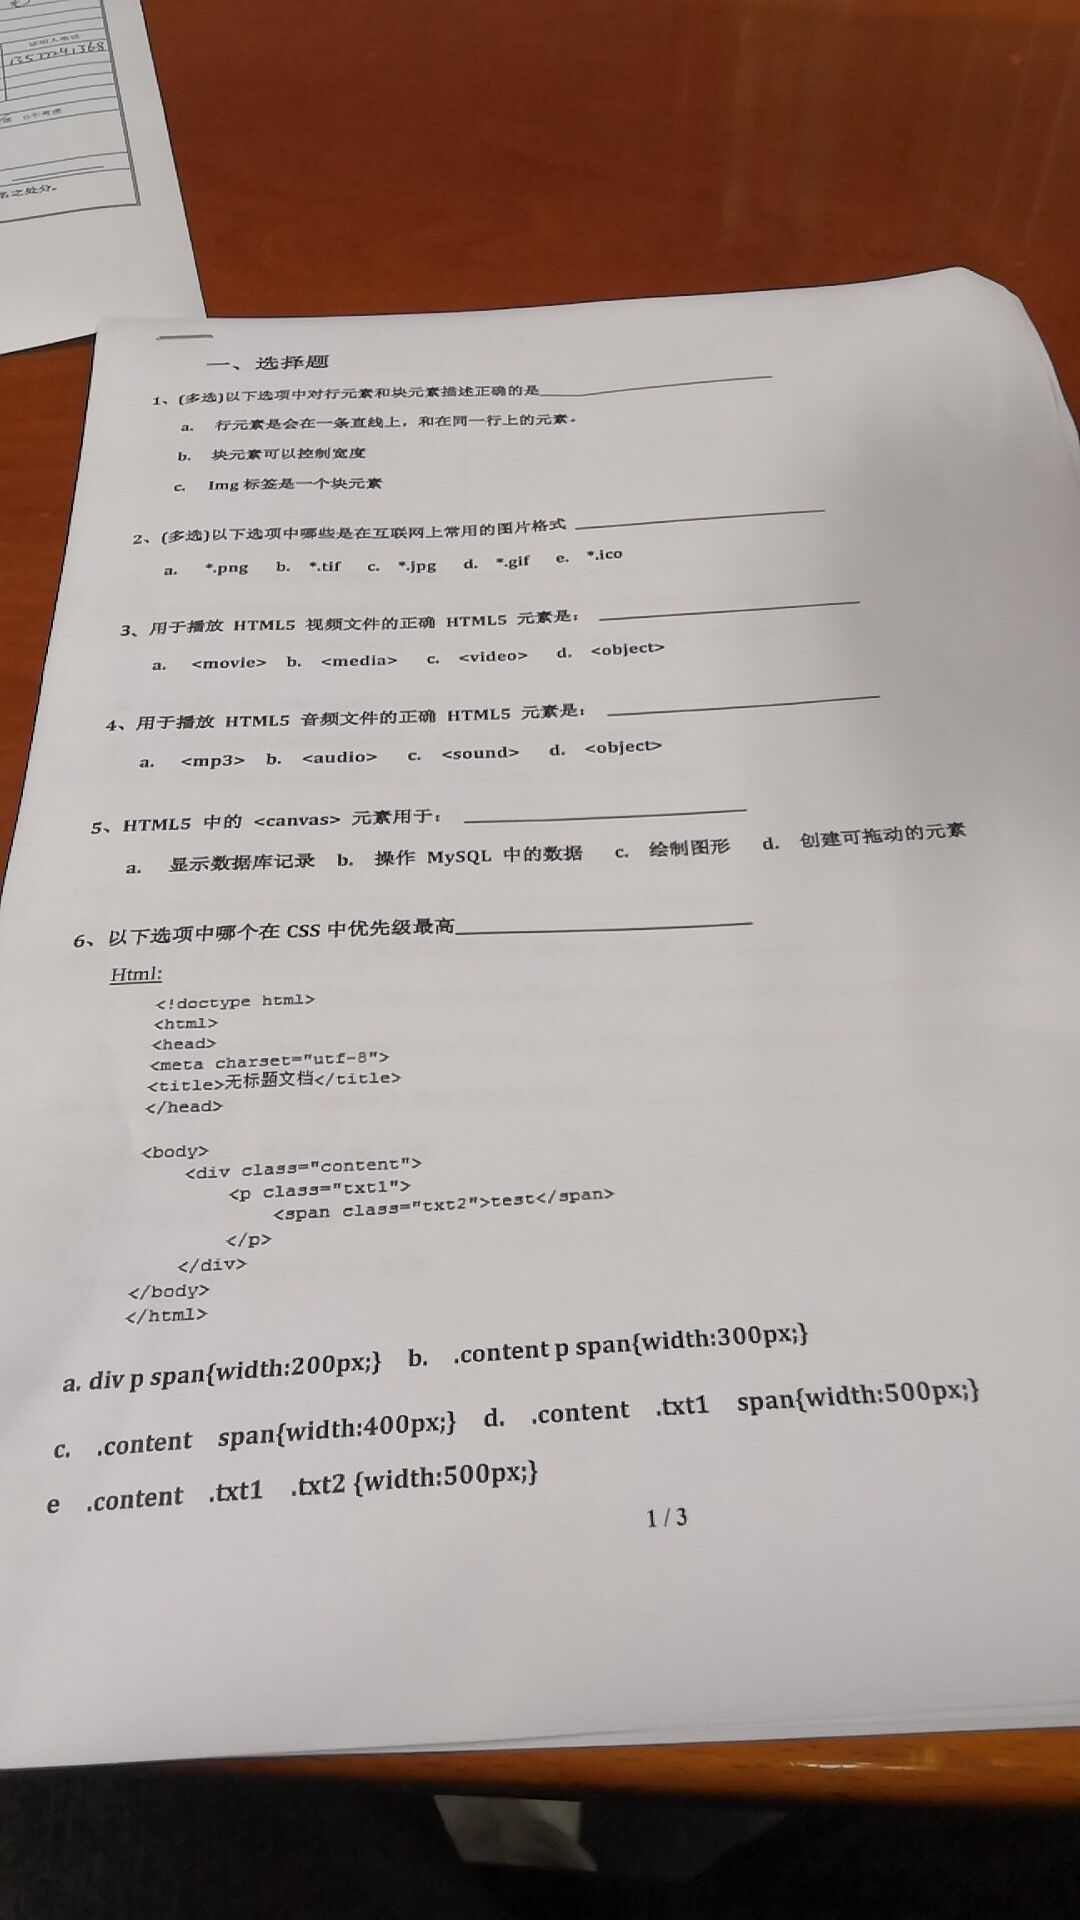 13522241368
名之处分。
一、选择题
1、(多选)以下选项中对行元素和块元素描述正确的是
a. 行元素是会在一条直线上，和在同一行上的元素。
b. 块元素可以控制宽度
c. Img 标签是一个块元素
2、(多选)以下选项中哪些是在互联网上常用的图片格式
a. *.png b. *.tif c. *.jpg d. *.gif e. *.ico
3、用于播放 HTML5 视频文件的正确 HTML5 元素是：
a. <movie> b. <media> c. <video> d. <object>
4、用于播放 HTML5 音频文件的正确 HTML5 元素是：
a. <mp3> b. <audio> c. <sound> d. <object>
5、HTML5 中的 <canvas> 元素用于：
a. 显示数据库记录 b. 操作 MySQL 中的数据 c. 绘制图形 d. 创建可拖动的元素
6、以下选项中哪个在 CSS 中优先级最高
Html:
<!doctype html>
<html>
<head>
<meta charset="utf-8">
<title>无标题文档</title>
</head>
<body>
<div class="content">
<p class="txt1">
<span class="txt2">test</span>
</p>
</div>
</body>
</html>
a. div p span{width:200px;} b. .content p span{width:300px;}
c. .content span{width:400px;} d. .content .txt1 span{width:500px;}
e .content .txt1 .txt2 {width:500px;}
1 / 3